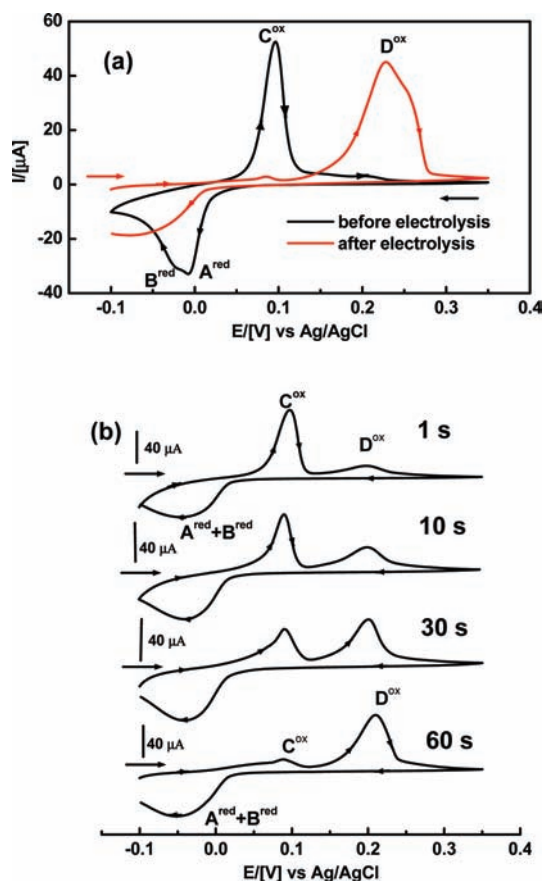 (a)
C^ox
D^ox
60
40
20
0
-20
-40
I/[µA]
before electrolysis
after electrolysis
B^red
A^red
-0.1 0.0 0.1 0.2 0.3 0.4
E/[V] vs Ag/AgCl
(b)
C^ox
1 s
40 µA
D^ox
A^red+B^red
10 s
40 µA
30 s
40 µA
D^ox
60 s
40 µA
C^ox
A^red+B^red
-0.1 0.0 0.1 0.2 0.3 0.4
E/[V] vs Ag/AgCl